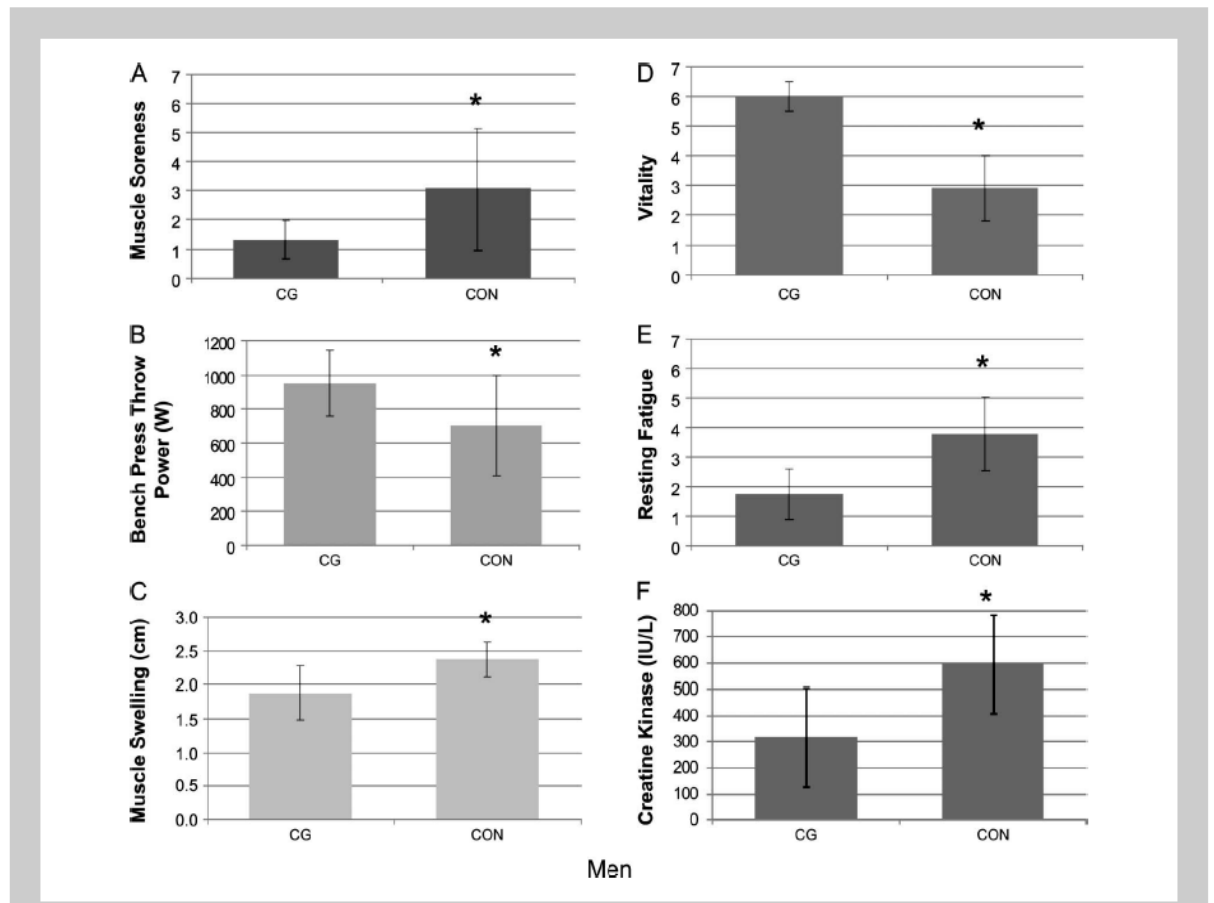 A
Muscle Soreness
7
6
5
4
3
2
1
0
*
CG CON
B
Bench Press Throw
Power (W)
1200
1000
800
600
400
200
0
*
CG CON
C
Muscle Swelling (cm)
3.0
2.5
2.0
1.5
1.0
0.5
0.0
*
CG CON
D
Vitality
7
6
5
4
3
2
1
0
*
CG CON
E
Resting Fatigue
7
6
5
4
3
2
1
0
*
CG CON
F
Creatine Kinase (IU/L)
800
700
600
500
400
300
200
100
0
*
CG CON
Men